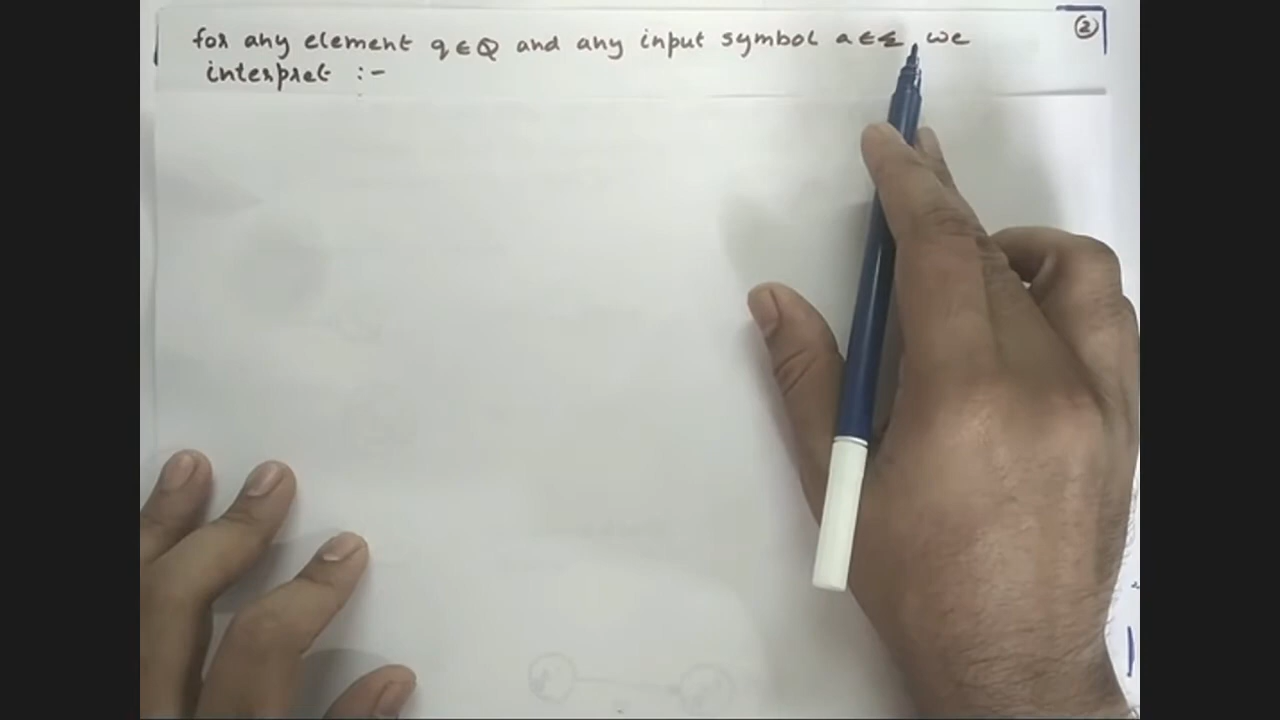 for any element q∈Q and any input symbol a∈Σ, we
interpret :-
②